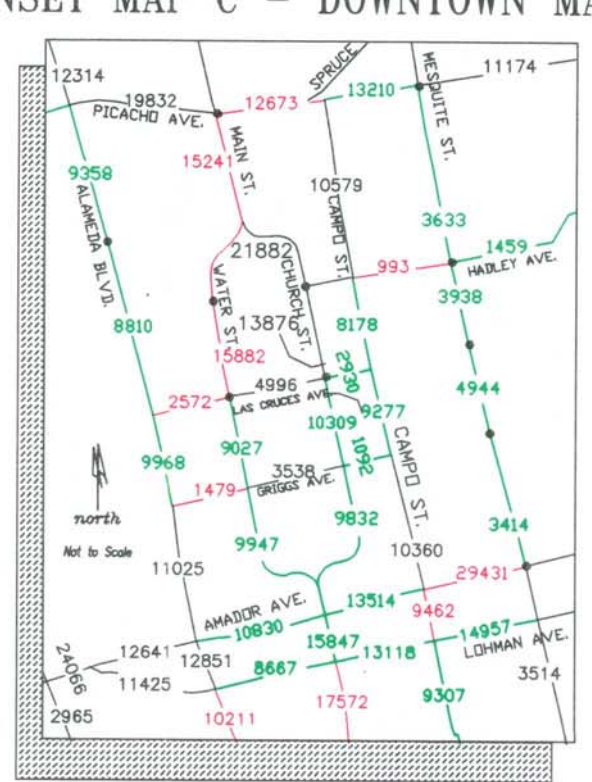 NSET MAP C - DOWNTOWN MA
12314
19832
PICACHO AVE.
12673
SPRUCE
13210
MESQUITE ST.
11174
MAIN ST.
15241
9358
ALAMEDA BLVD.
10579
CAMPO ST.
3633
1459
HADLEY AVE.
21882
993
3938
WATER ST.
CHURCH ST.
8810
13876
8178
15882
2930
4944
4996
LAS CRUCES AVE.
2572
10309
9277
9968
9027
1092
CAMPO ST.
3538
GRIGGS AVE.
1479
north
Not to Scale
9947
9832
3414
11025
10360
29431
AMADOR AVE.
10830
13514
9462
12641
24066
12851
15847
13118
14957
LOHMAN AVE.
11425
8667
3514
2965
10211
17572
9307